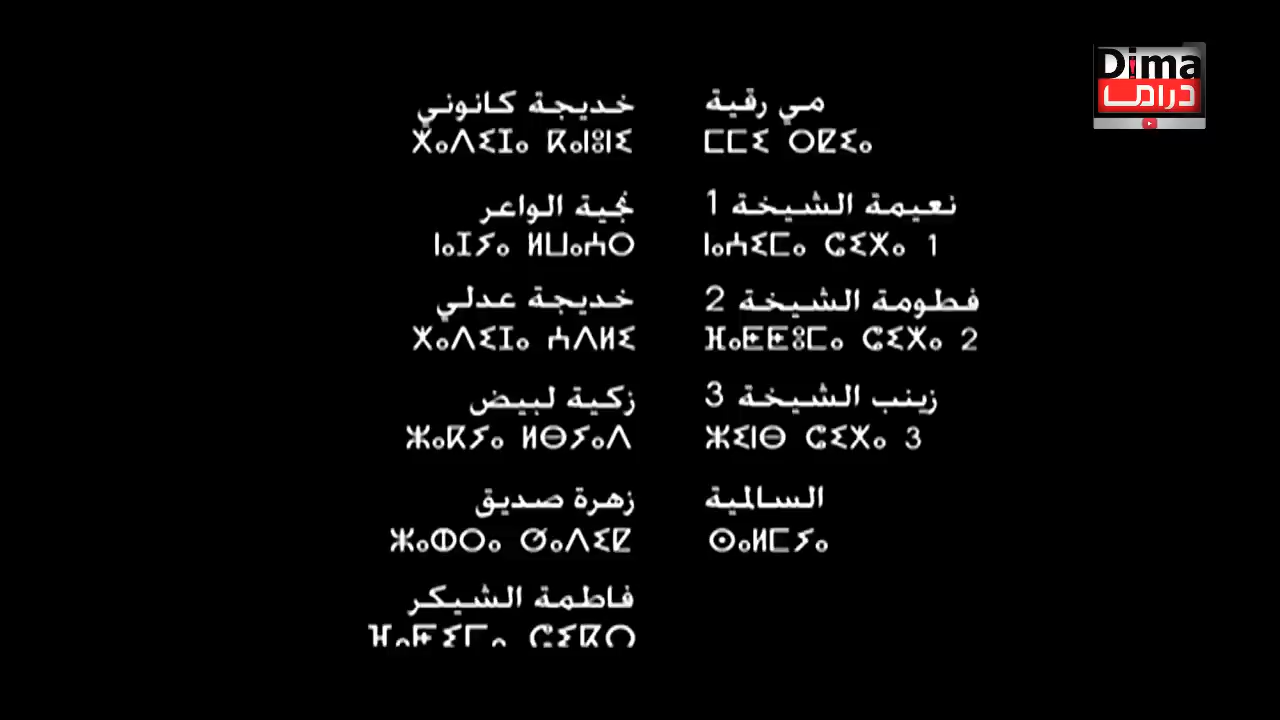 Dima
دراما
مي رقية
خديجة كانوني
ⵎⵎⵉ ⵔⵇⵉⴰ
ⵅⴰⴷⵉⵊⴰ ⴽⴰⵏⵓⵏⵉ
نعيمة الشيخة 1
نجية الواعر
ⵏⴰⵄⵉⵎⴰ ⵛⵉⵅⴰ 1
ⵏⴰⵊⵢⴰ ⵍⵡⴰⵄⵔ
فطومة الشيخة 2
خديجة عدلي
ⴼⴰⵟⵟⵓⵎⴰ ⵛⵉⵅⴰ 2
ⵅⴰⴷⵉⵊⴰ ⵄⴷⵍⵉ
زينب الشيخة 3
زكية لبيض
ⵣⵉⵏⴱ ⵛⵉⵅⴰ 3
ⵣⴰⴽⵢⴰ ⵍⴱⵢⴰⴷ
السالمية
زهرة صديق
ⵙⴰⵍⵎⵢⴰ
ⵣⴰⵀⵔⴰ ⵚⴰⴷⵉⵇ
فاطمة الشيكر
ⴼⴰⵟⵉⵎⴰ ⵛⵉⴽⵔ